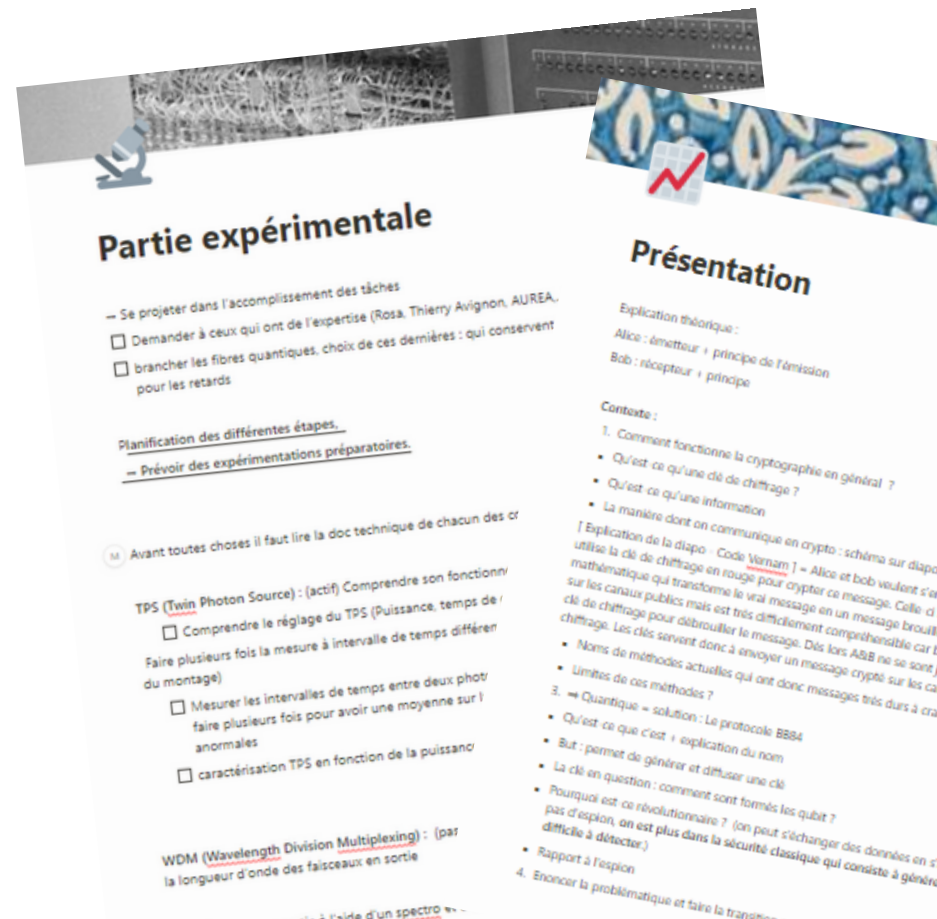 Partie expérimentale
– Se projeter dans l'accomplissement des tâches
Demander à ceux qui ont de l'expertise (Rosa, Thierry Avignon, AUREA,
brancher les fibres quantiques, choix de ces dernières : qui conservent
pour les retards
Planification des différentes étapes,
– Prévoir des expérimentations préparatoires.
M
Avant toutes choses il faut lire la doc technique de chacun des
TPS (Twin Photon Source) : (actif) Comprendre son
Comprendre le réglage du TPS (Puissance, temps de
Faire plusieurs fois la mesure à intervalle de temps
du montage)
Mesurer les intervalles de temps entre deux
faire plusieurs fois pour avoir une moyenne sur
anormales
caractérisation TPS en fonction de la
WDM (Wavelength Division Multiplexing) :
la longueur d'onde des faisceaux en sortie
à l'aide d'un spectro
Présentation
Explication théorique :
Alice : émetteur + principe de l'émission
Bob : récepteur + principe
Contexte :
1. Comment fonctionne la cryptographie en général ?
• Qu'est-ce qu'une clé de chiffrage ?
• Qu'est-ce qu'une information
• La manière dont on communique en crypto : schéma sur diapo
[ Explication de la diapo - Code Vernam ] = Alice et bob veulent
utilise la clé de chiffrage en rouge pour crypter ce message. Celle ci
mathématique qui transforme le vrai message en un message
sur les canaux publics mais est très difficilement compréhensible car
clé de chiffrage pour débrouiller le message. Dès lors A&B ne se sont
chiffrage. Les clés servent donc à envoyer un message crypté sur les
• Noms de méthodes actuelles qui ont donc messages très durs à
• Limites de ces méthodes ?
3. ⇒ Quantique = solution : Le protocole BB84
• Qu'est-ce que c'est + explication du nom
• But : permet de générer et diffuser une clé
• La clé en question : comment sont formés les qubit ?
• Pourquoi est-ce révolutionnaire ? (on peut s'échanger des données en
pas d'espion, on est plus dans la sécurité classique qui consiste à
difficile à détecter.)
• Rapport à l'espion
4. Enoncer la problématique et faire la